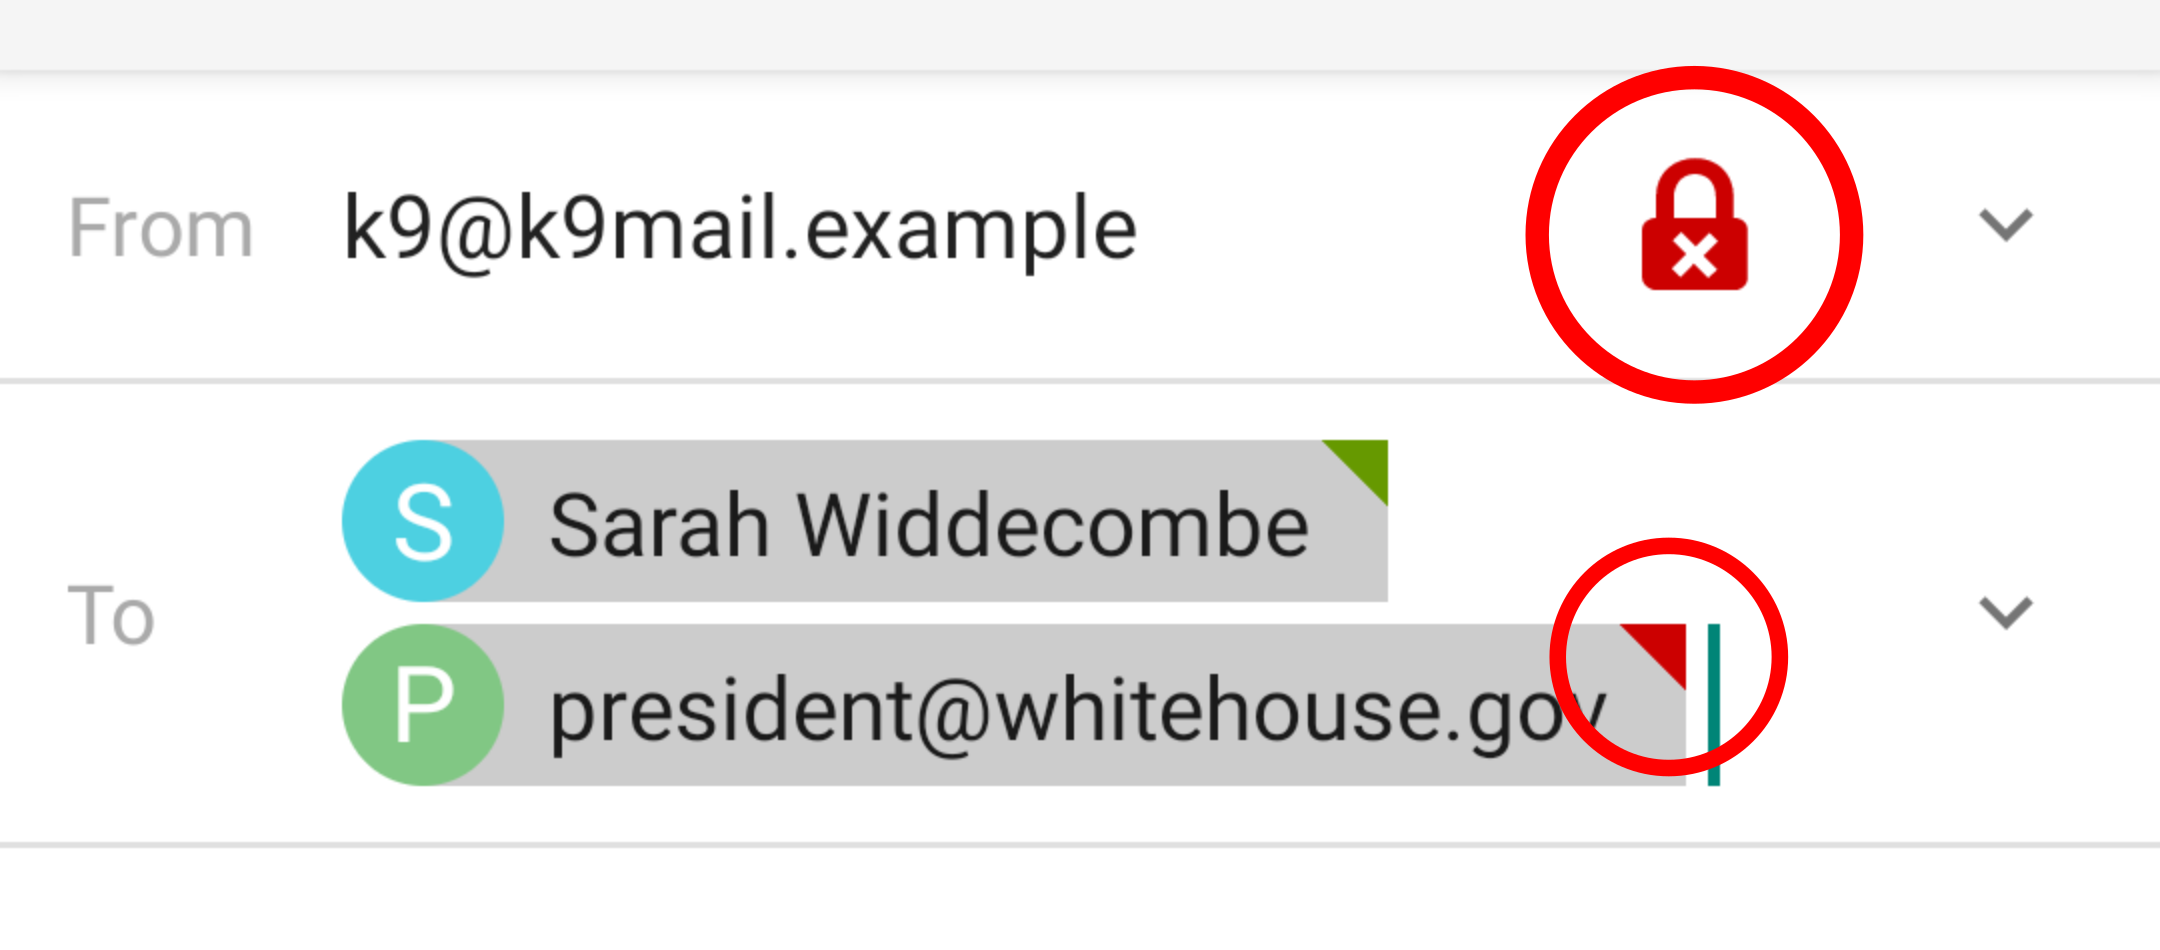 From k9@k9mail.example
S Sarah Widdecombe
To
P president@whitehouse.gov